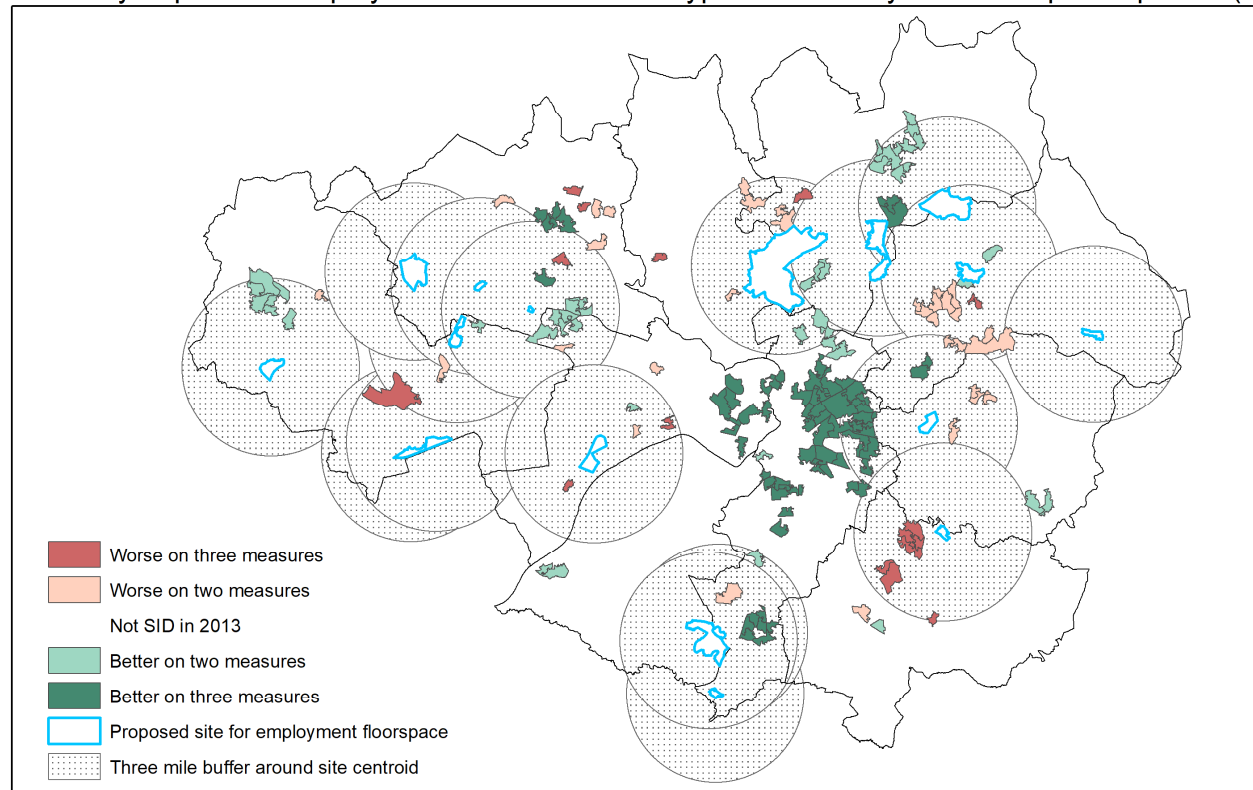 Worse on three measures
Worse on two measures
Not SID in 2013
Better on two measures
Better on three measures
Proposed site for employment floorspace
Three mile buffer around site centroid